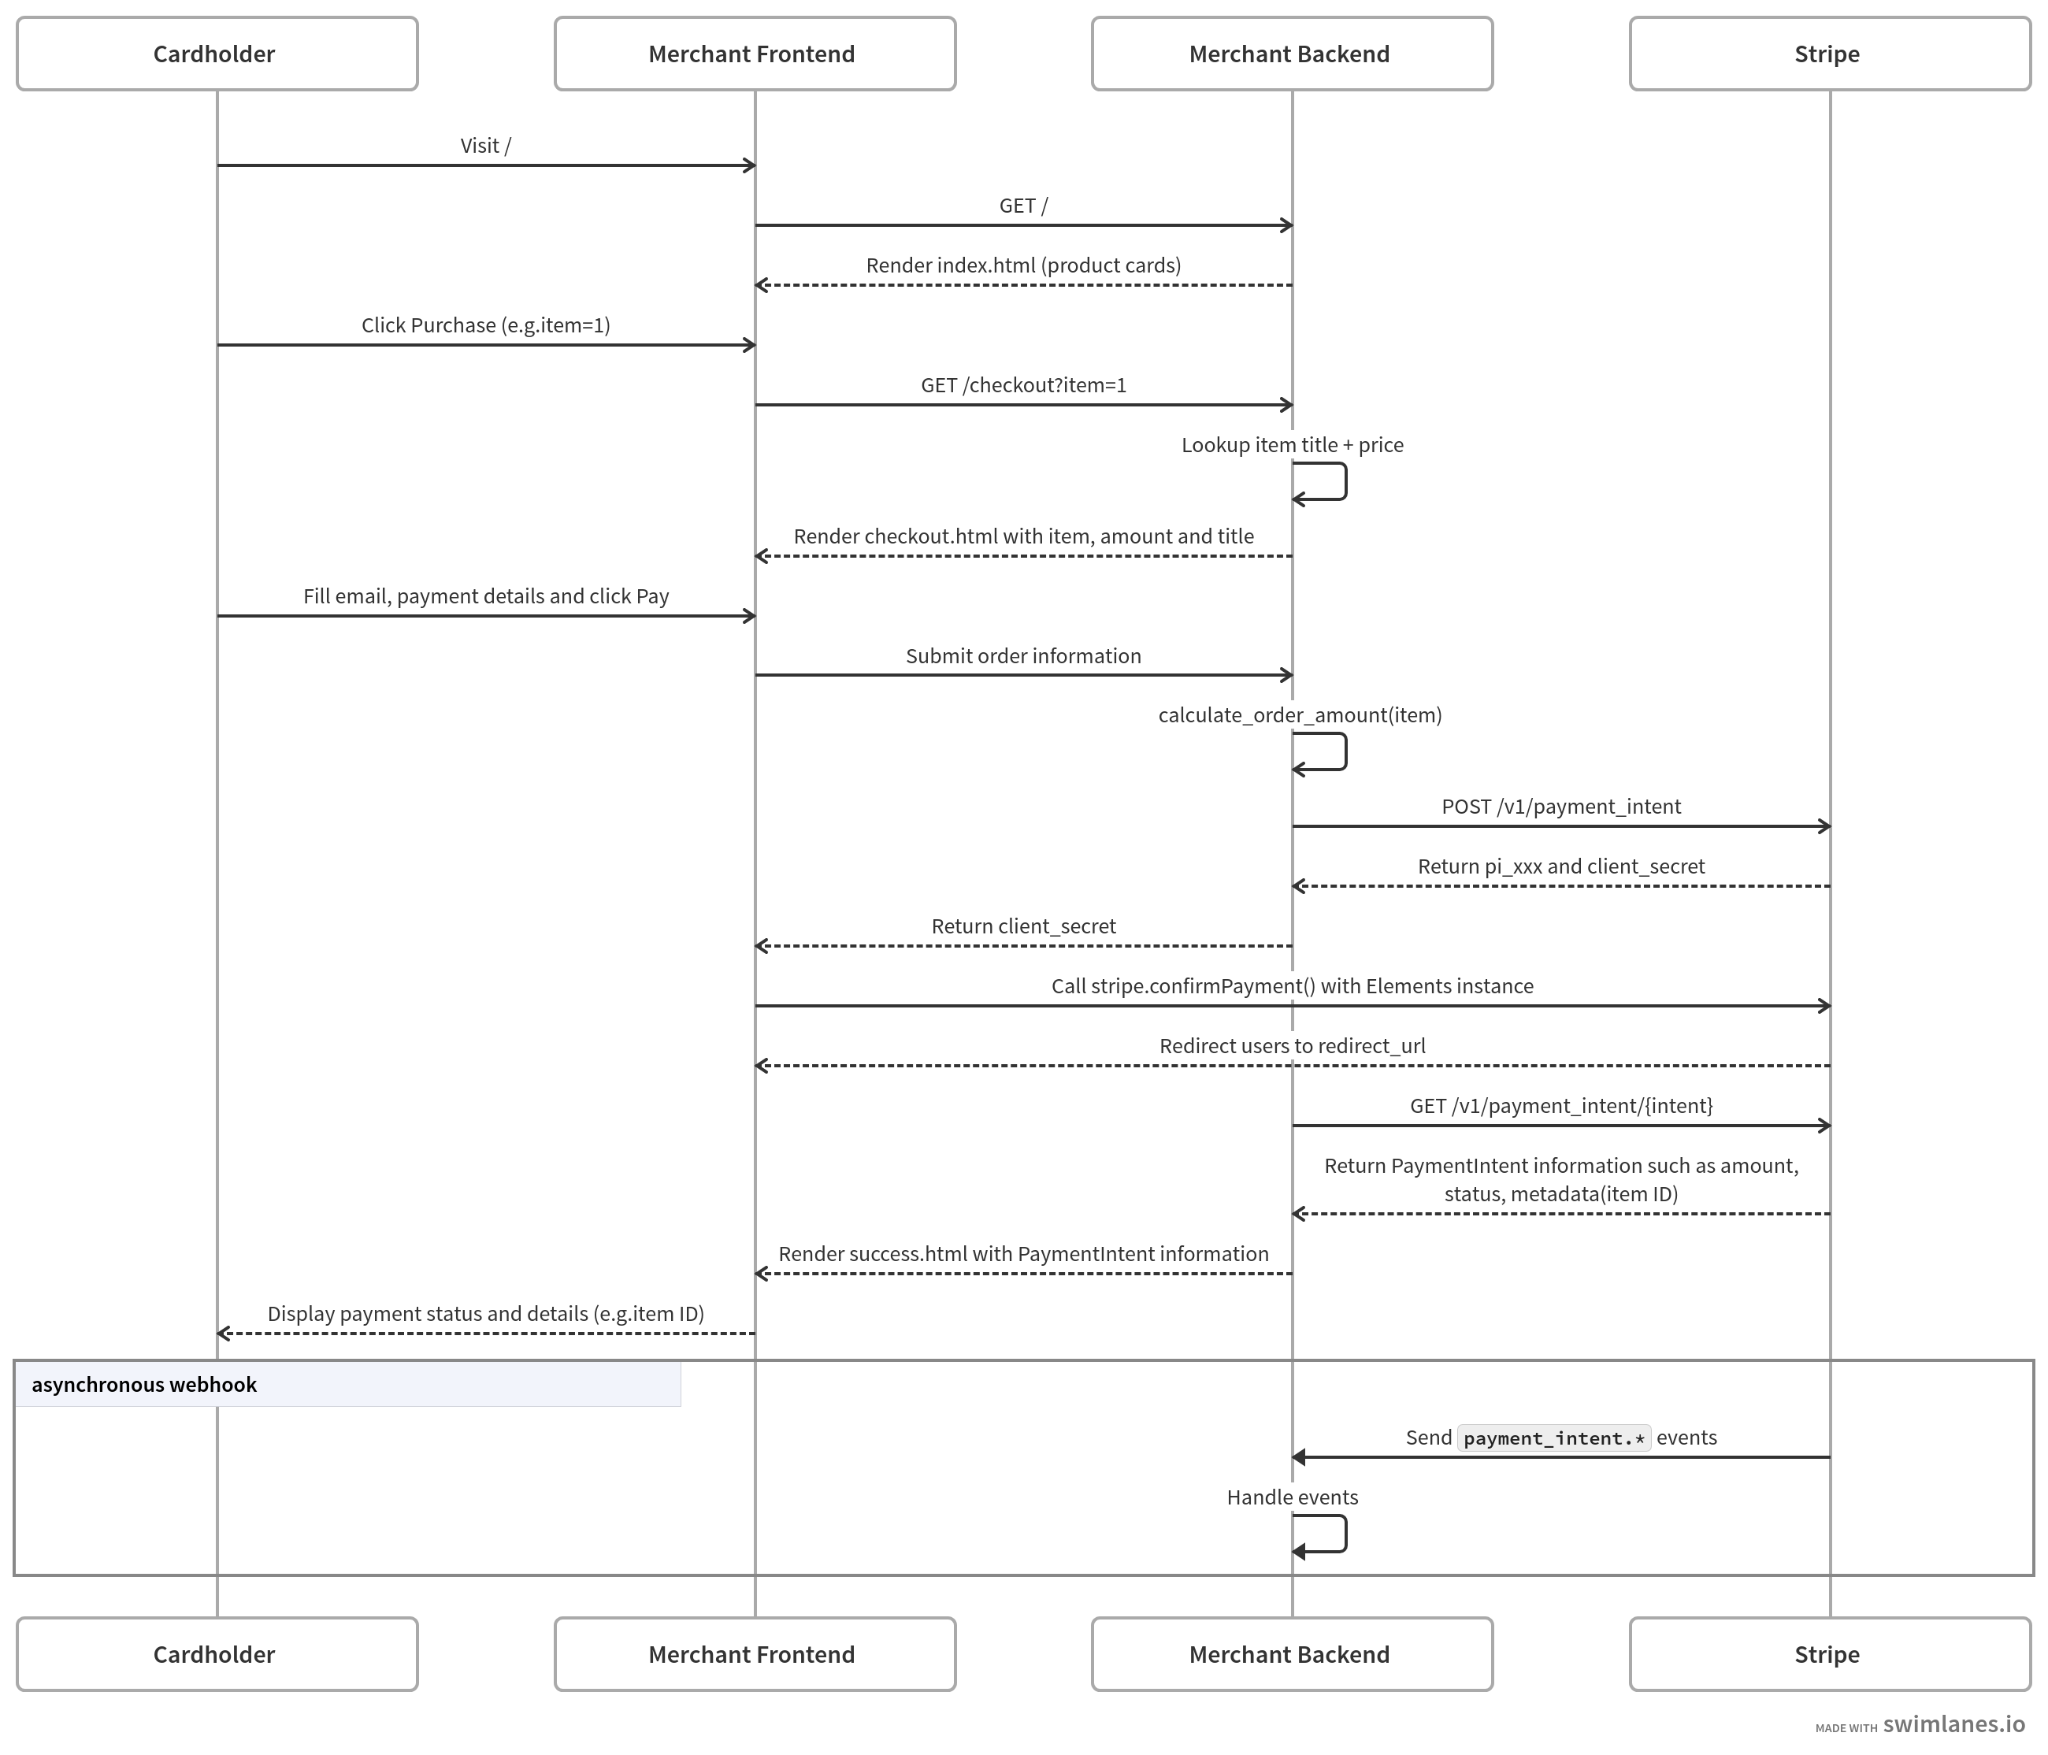 Cardholder
Merchant Frontend
Merchant Backend
Stripe
Visit /
GET /
Render index.html (product cards)
Click Purchase (e.g.item=1)
GET /checkout?item=1
Lookup item title + price
Render checkout.html with item, amount and title
Fill email, payment details and click Pay
Submit order information
calculate_order_amount(item)
POST /v1/payment_intent
Return pi_xxx and client_secret
Return client_secret
Call stripe.confirmPayment() with Elements instance
Redirect users to redirect_url
GET /v1/payment_intent/{intent}
Return PaymentIntent information such as amount,
status, metadata(item ID)
Render success.html with PaymentIntent information
Display payment status and details (e.g.item ID)
asynchronous webhook
Send payment_intent.* events
Handle events
Cardholder
Merchant Frontend
Merchant Backend
Stripe
MADE WITH swimlanes.io